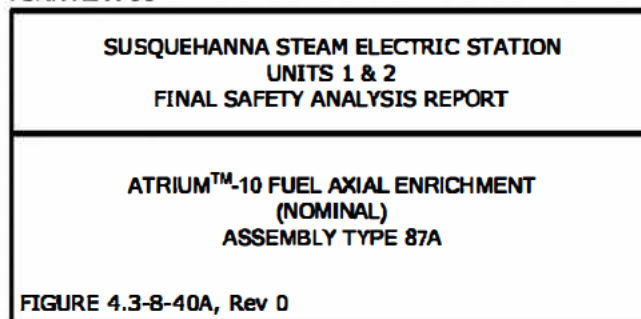 SUSQUEHANNA STEAM ELECTRIC STATION
UNITS 1 & 2
FINAL SAFETY ANALYSIS REPORT
ATRIUM™-10 FUEL AXIAL ENRICHMENT
(NOMINAL)
ASSEMBLY TYPE 87A
FIGURE 4.3-8-40A, Rev 0